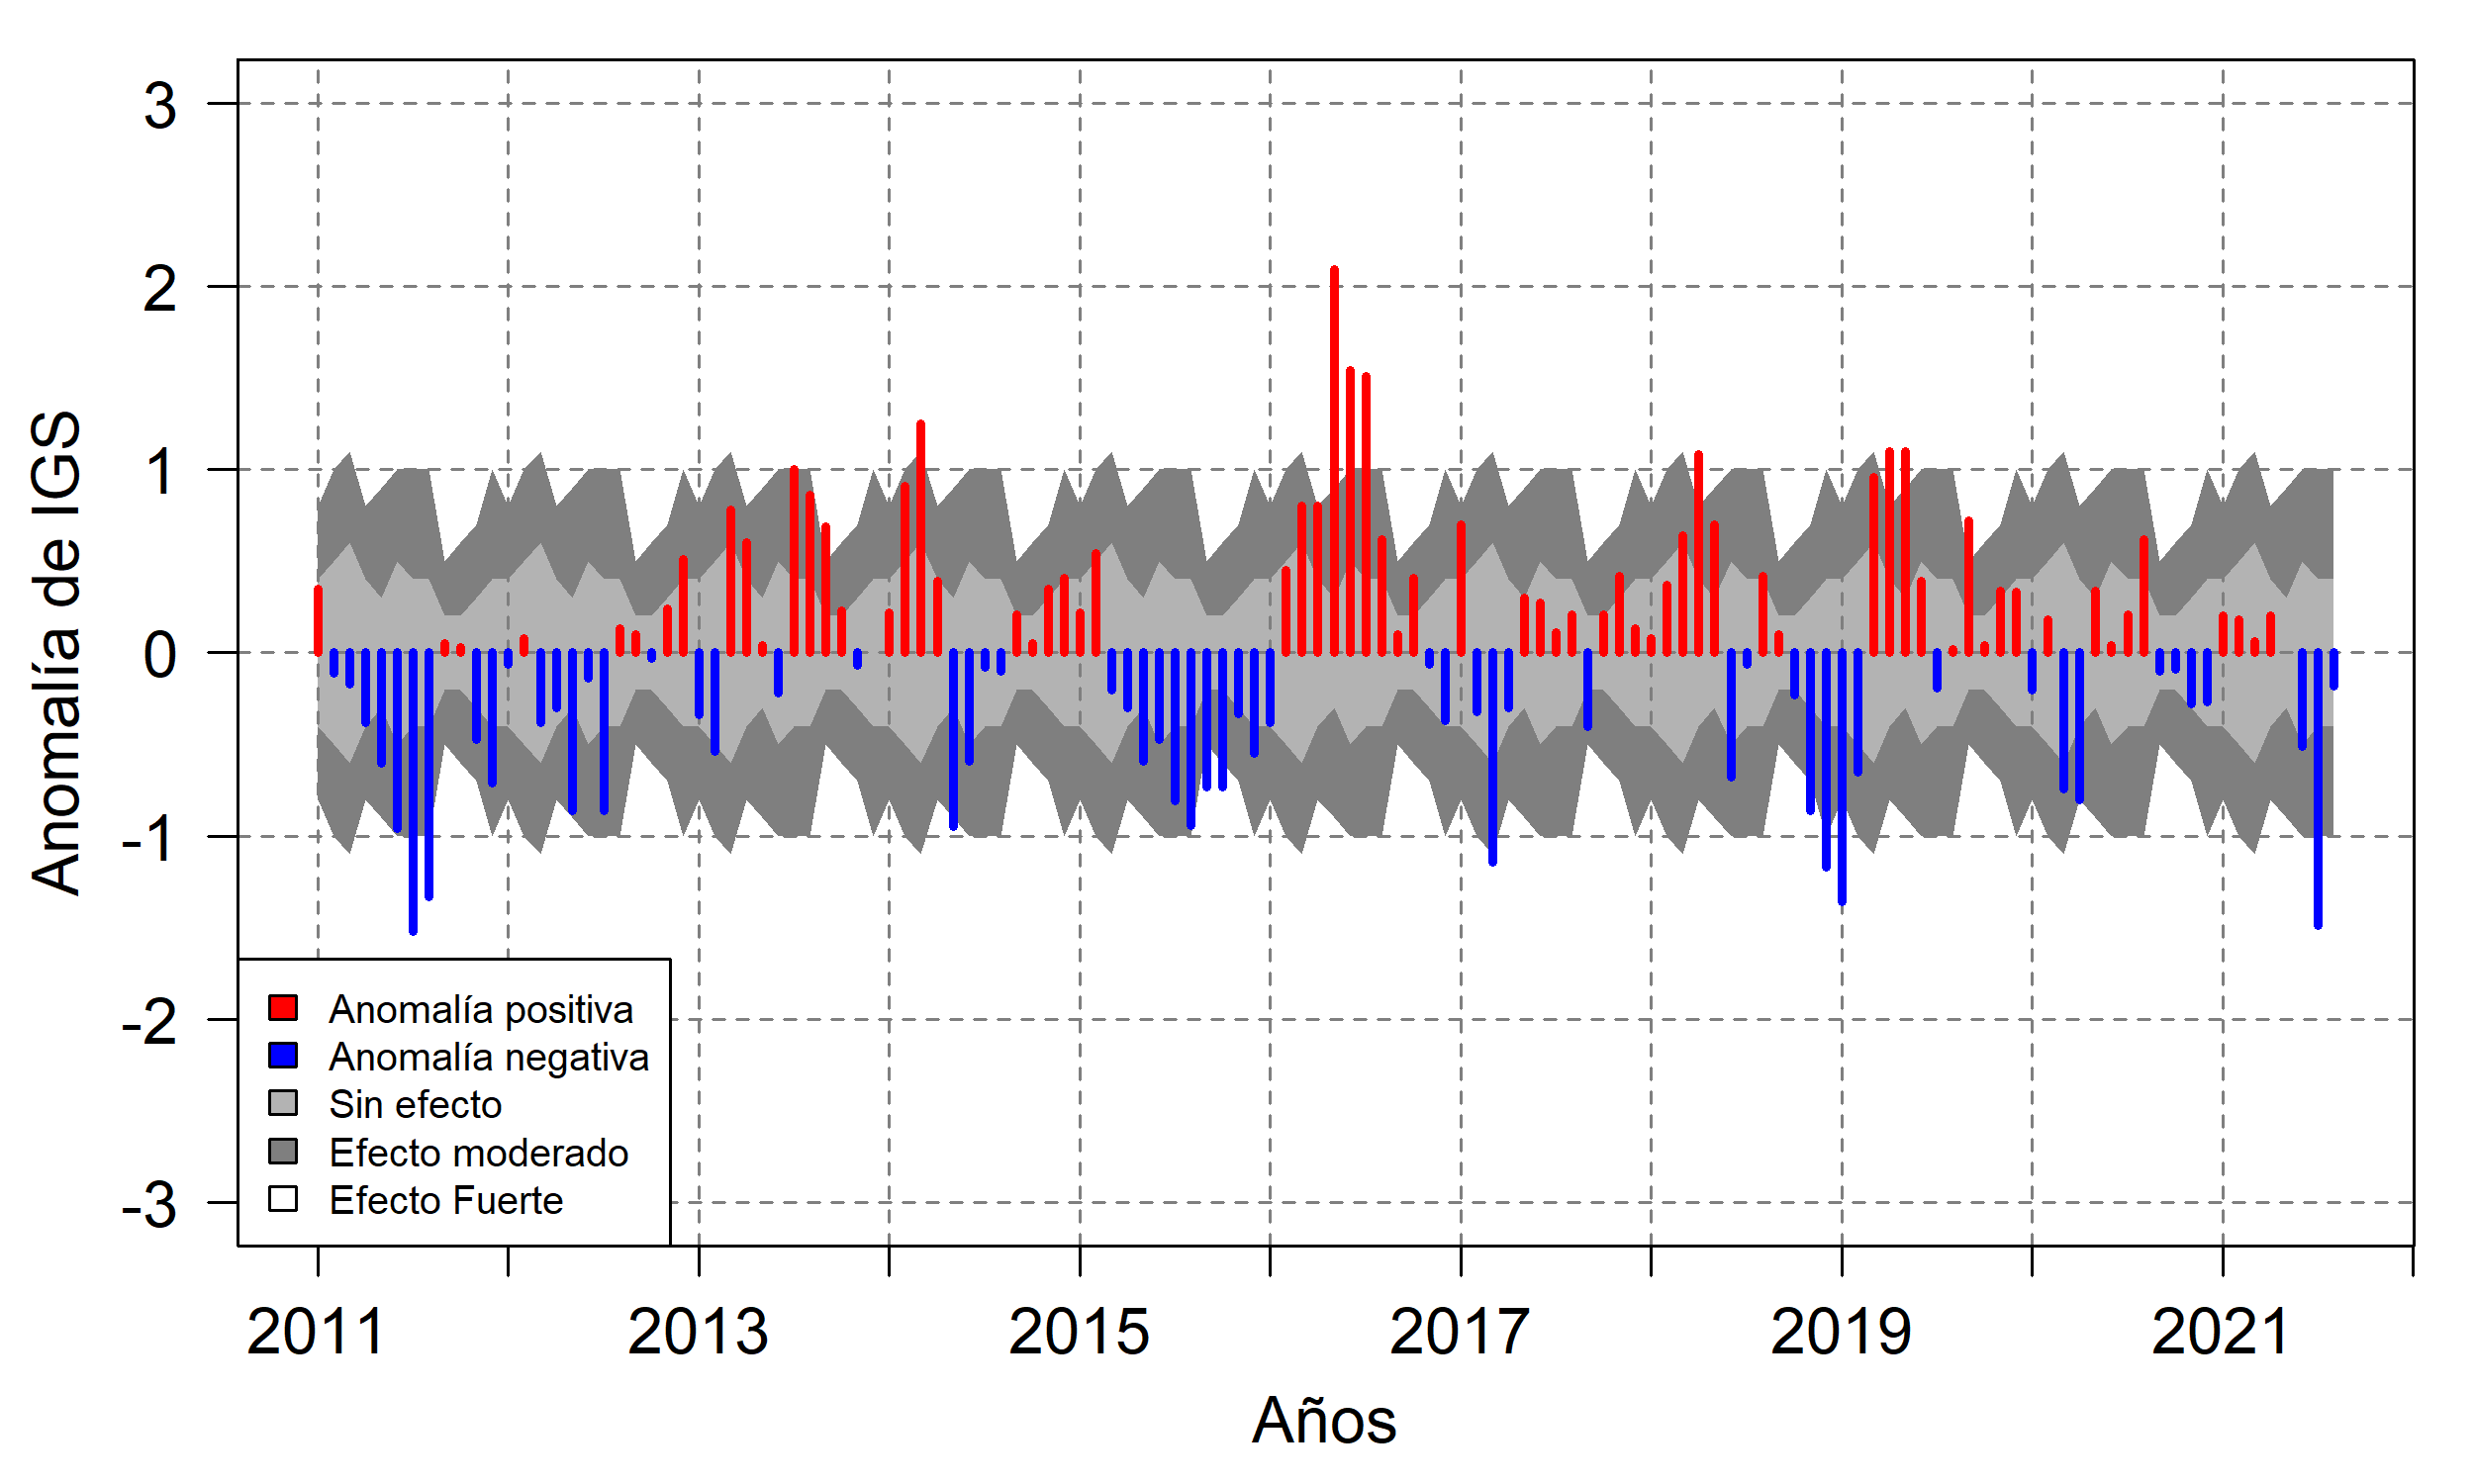 3
2
1
0
-1
-2
-3
Anomalía de IGS
Anomalía positiva
Anomalía negativa
Sin efecto
Efecto moderado
Efecto Fuerte
2011 2013 2015 2017 2019 2021
Años